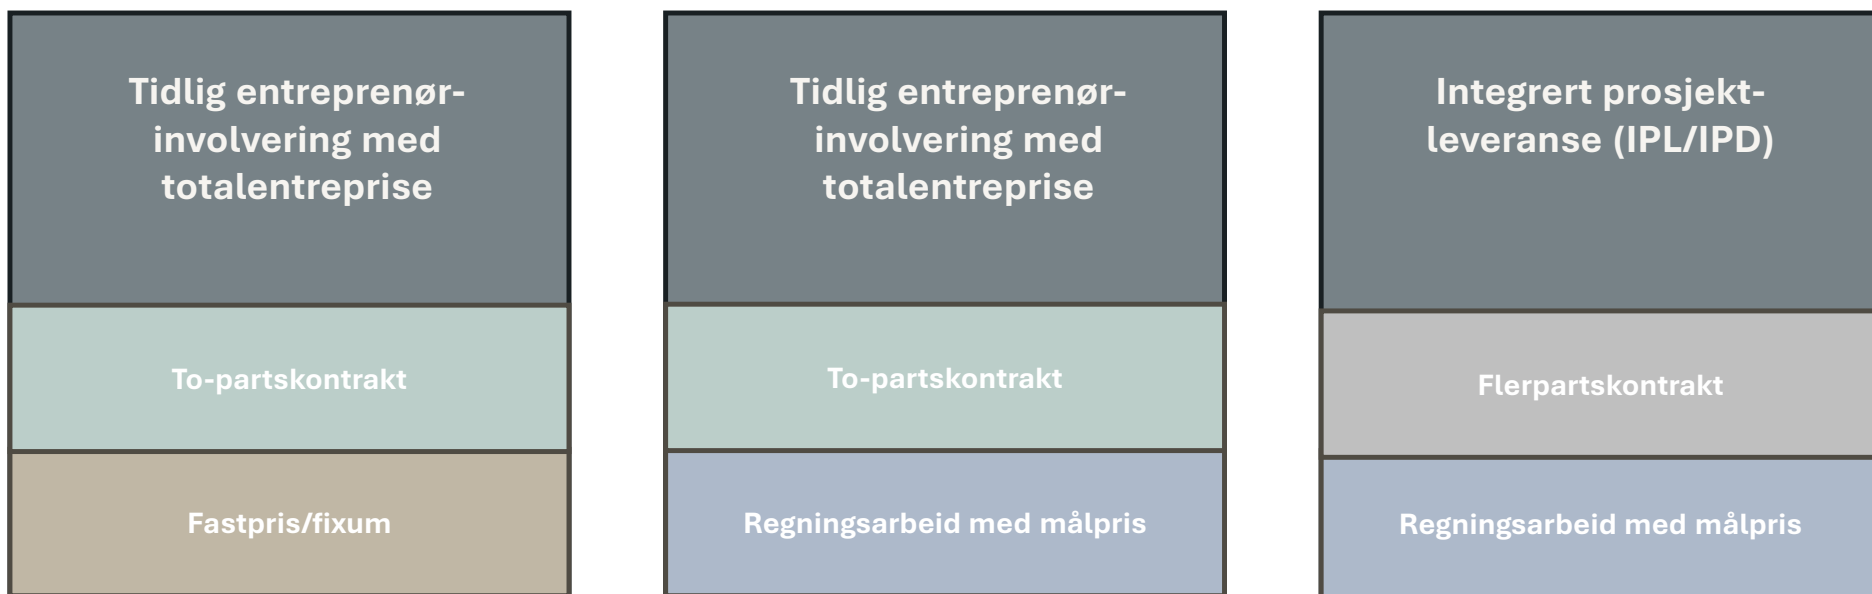 Tidlig entreprenør-
involvering med
totalentreprise
To-partskontrakt
Fastpris/fixum
Tidlig entreprenør-
involvering med
totalentreprise
To-partskontrakt
Regningsarbeid med målpris
Integrert prosjekt-
leveranse (IPL/IPD)
Flerpartskontrakt
Regningsarbeid med målpris